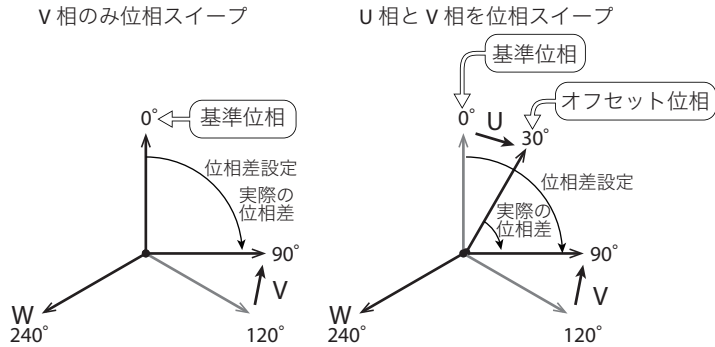 V 相のみ位相スイープ
0°
基準位相
位相差設定
実際の
位相差
90°
V
W
240°
120°
U 相と V 相を位相スイープ
基準位相
オフセット位相
0°
U
30°
位相差設定
実際の
位相差
90°
V
W
240°
120°